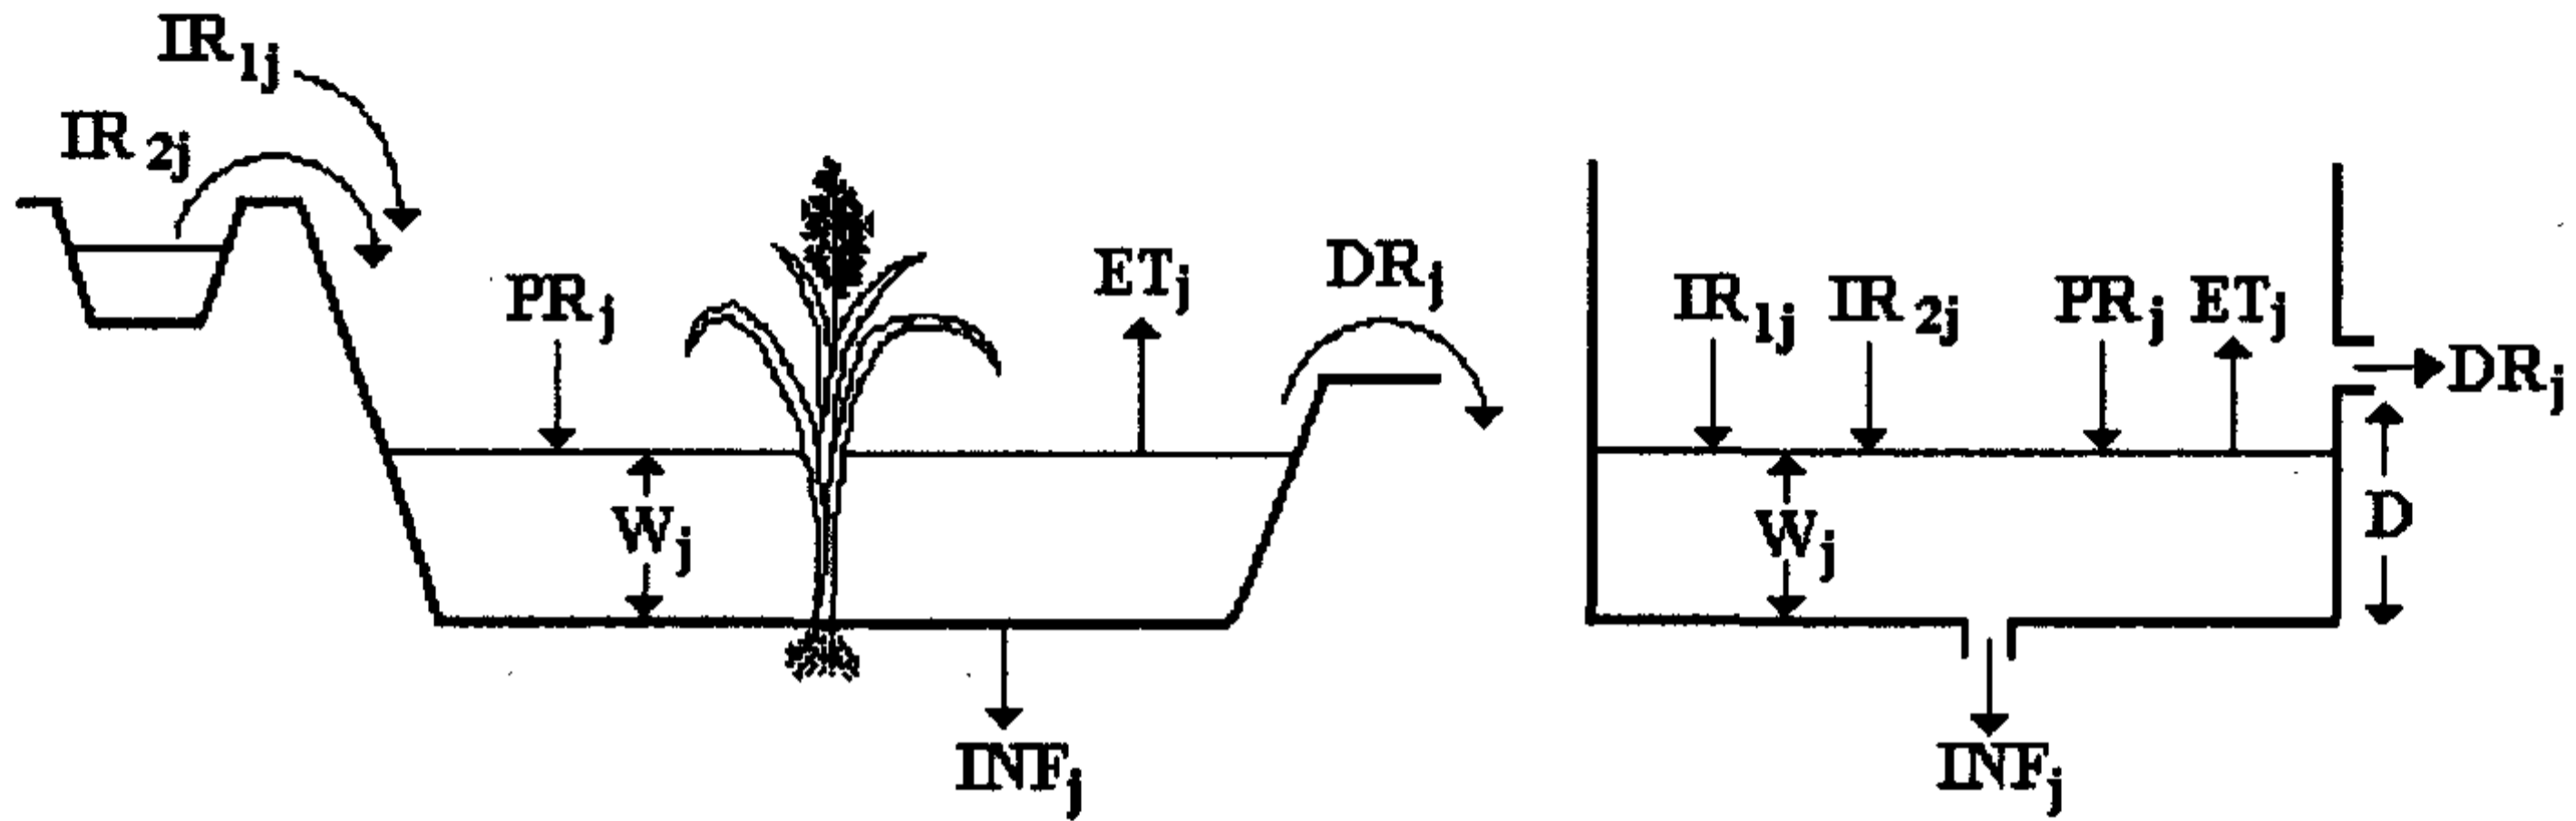 IR1j
IR2j
PRj
ETj
DRj
Wj
INFj
IR1j
IR2j
PRj
ETj
DRj
Wj
D
INFj